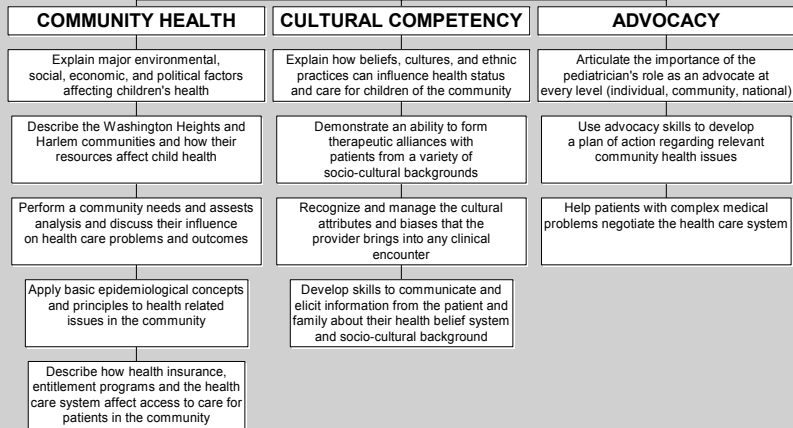 COMMUNITY HEALTH
Explain major environmental,
social, economic, and political factors
affecting children's health
Describe the Washington Heights and
Harlem communities and how their
resources affect child health
Perform a community needs and assests
analysis and discuss their influence
on health care problems and outcomes
Apply basic epidemiological concepts
and principles to health related
issues in the community
Describe how health insurance,
entitlement programs and the health
care system affect access to care for
patients in the community
CULTURAL COMPETENCY
Explain how beliefs, cultures, and ethnic
practices can influence health status
and care for children of the community
Demonstrate an ability to form
therapeutic alliances with
patients from a variety of
socio-cultural backgrounds
Recognize and manage the cultural
attributes and biases that the
provider brings into any clinical
encounter
Develop skills to communicate and
elicit information from the patient and
family about their health belief system
and socio-cultural background
ADVOCACY
Articulate the importance of the
pediatrician's role as an advocate at
every level (individual, community, national)
Use advocacy skills to develop
a plan of action regarding relevant
community health issues
Help patients with complex medical
problems negotiate the health care system